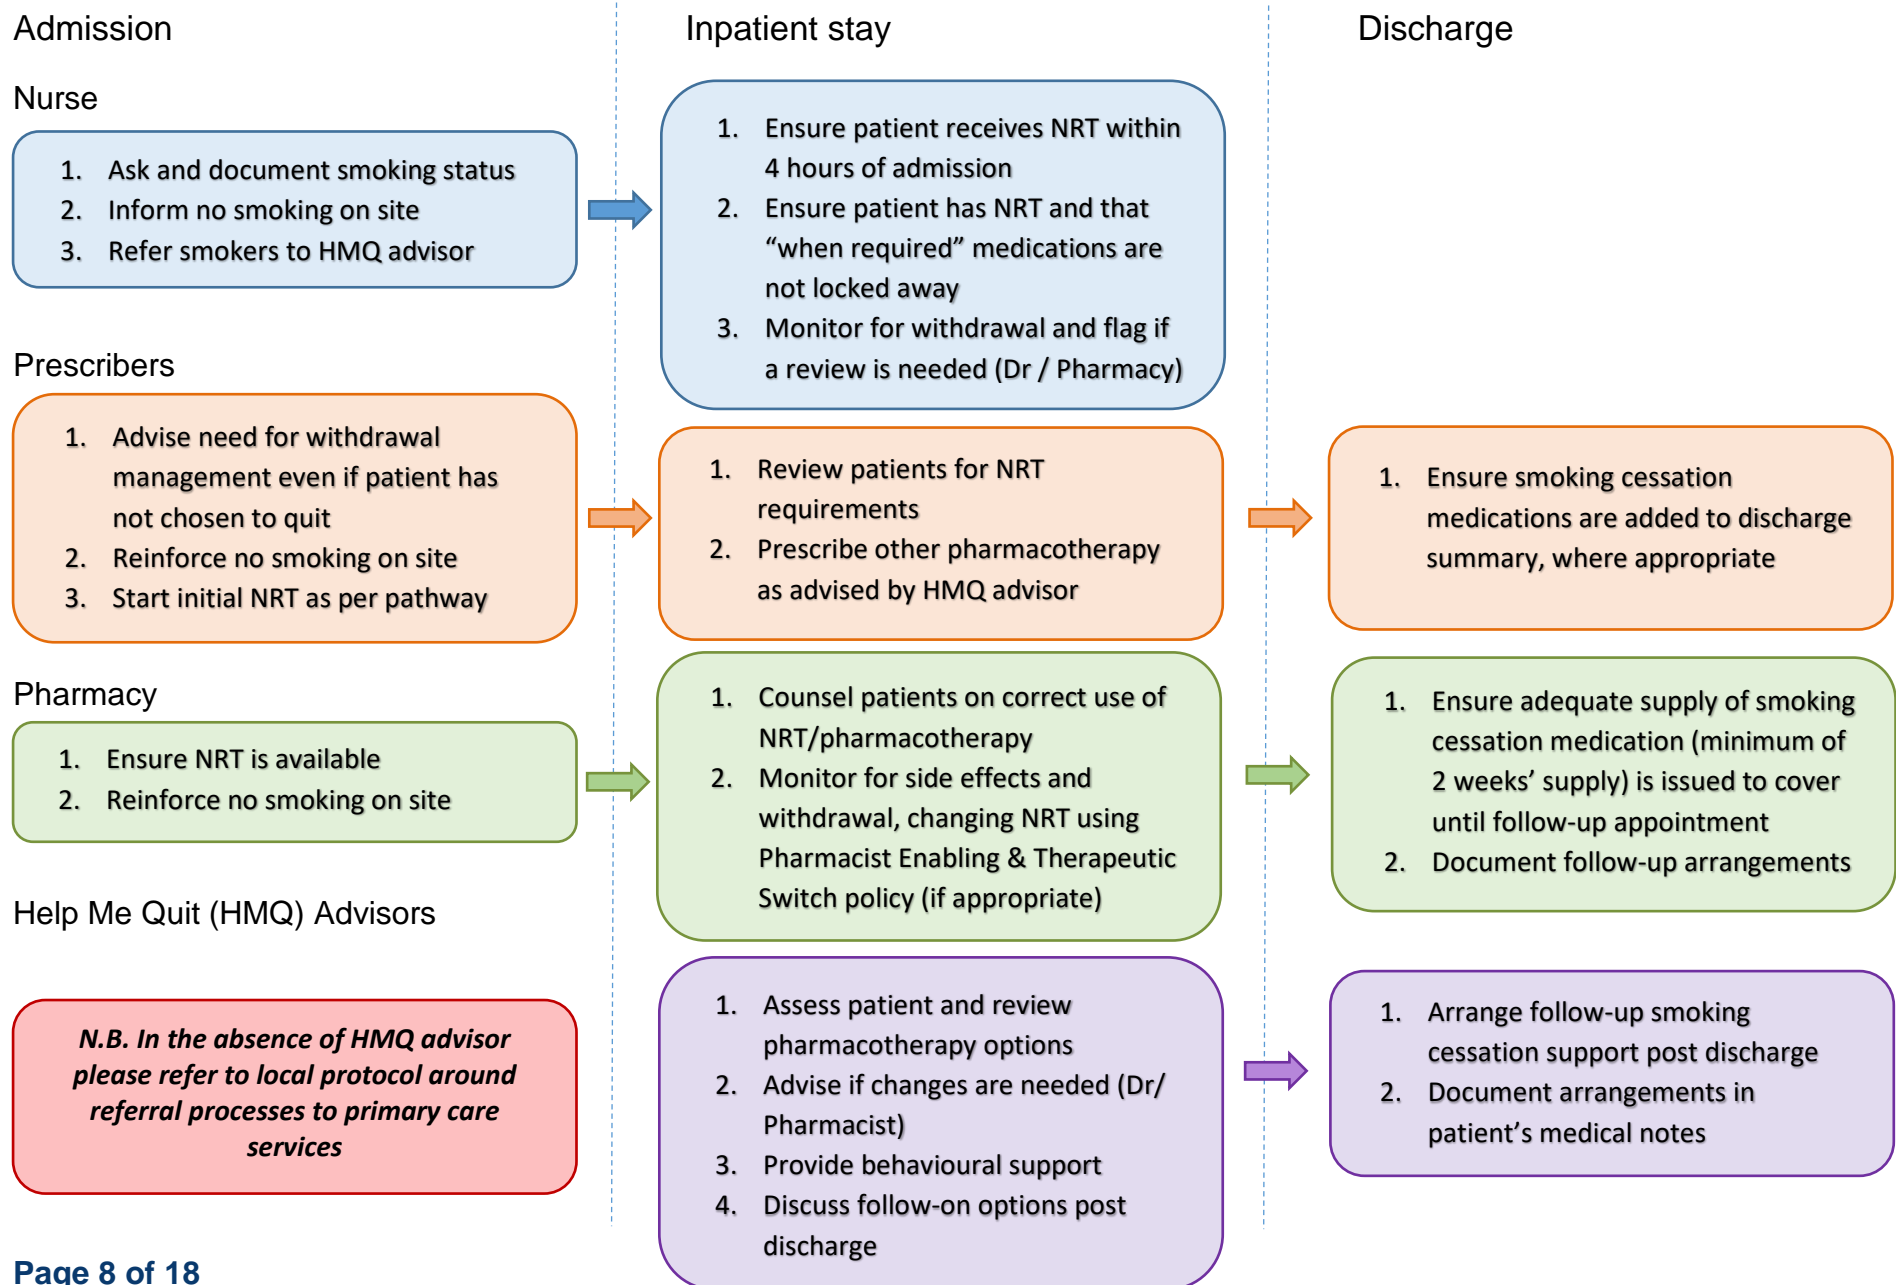 Admission
Inpatient stay
Discharge
Nurse
1. Ask and document smoking status
2. Inform no smoking on site
3. Refer smokers to HMQ advisor
1. Ensure patient receives NRT within
4 hours of admission
2. Ensure patient has NRT and that
“when required” medications are
not locked away
3. Monitor for withdrawal and flag if
a review is needed (Dr / Pharmacy)
Prescribers
1. Advise need for withdrawal
management even if patient has
not chosen to quit
2. Reinforce no smoking on site
3. Start initial NRT as per pathway
1. Review patients for NRT
requirements
2. Prescribe other pharmacotherapy
as advised by HMQ advisor
1. Ensure smoking cessation
medications are added to discharge
summary, where appropriate
Pharmacy
1. Ensure NRT is available
2. Reinforce no smoking on site
1. Counsel patients on correct use of
NRT/pharmacotherapy
2. Monitor for side effects and
withdrawal, changing NRT using
Pharmacist Enabling & Therapeutic
Switch policy (if appropriate)
1. Ensure adequate supply of smoking
cessation medication (minimum of
2 weeks’ supply) is issued to cover
until follow-up appointment
2. Document follow-up arrangements
Help Me Quit (HMQ) Advisors
N.B. In the absence of HMQ advisor
please refer to local protocol around
referral processes to primary care
services
1. Assess patient and review
pharmacotherapy options
2. Advise if changes are needed (Dr/
Pharmacist)
3. Provide behavioural support
4. Discuss follow-on options post
discharge
1. Arrange follow-up smoking
cessation support post discharge
2. Document arrangements in
patient’s medical notes
Page 8 of 18